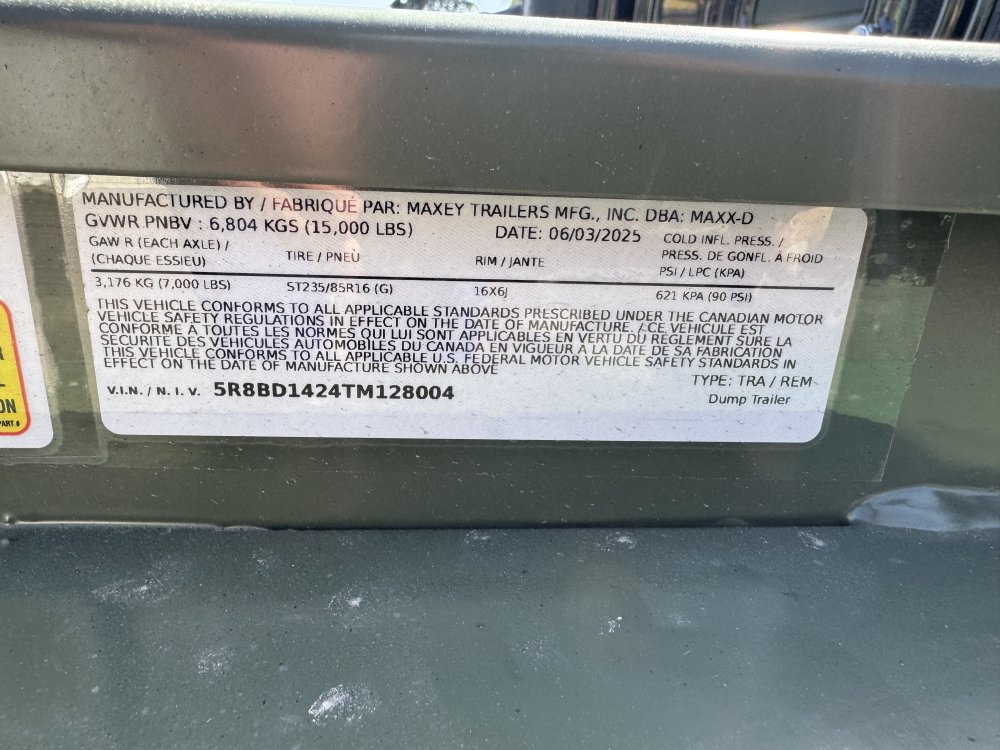 MANUFACTURED BY / FABRIQUÉ PAR: MAXEY TRAILERS MFG., INC. DBA: MAXX-D
GVWR PNBV : 6,804 KGS (15,000 LBS) DATE: 06/03/2025
GAW R (EACH AXLE) /
(CHAQUE ESSIEU)
TIRE / PNEU
RIM / JANTE
COLD INFL. PRESS. /
PRESS. DE GONFL. À FROID
PSI / LPC (KPA)
3,176 KG (7,000 LBS) ST235/85R16 (G) 16X6J 621 KPA (90 PSI)
THIS VEHICLE CONFORMS TO ALL APPLICABLE STANDARDS PRESCRIBED UNDER THE CANADIAN MOTOR
VEHICLE SAFETY REGULATIONS IN EFFECT ON THE DATE OF MANUFACTURE. / CE VEHICULE EST
CONFORME A TOUTES LES NORMES QUI LUI SONT APPLICABLES EN VERTU DU REGLEMENT SURE LA
SECURITE DES VEHICULES AUTOMOBILES DU CANADA EN VIGUEUR A LA DATE DE SA FABRICATION
THIS VEHICLE CONFORMS TO ALL APPLICABLE U.S. FEDERAL MOTOR VEHICLE SAFETY STANDARDS IN
EFFECT ON THE DATE OF MANUFACTURE SHOWN ABOVE
V.I.N. / N. I. V. 5R8BD1424TM128004
TYPE: TRA / REM
Dump Trailer
ON
PART #